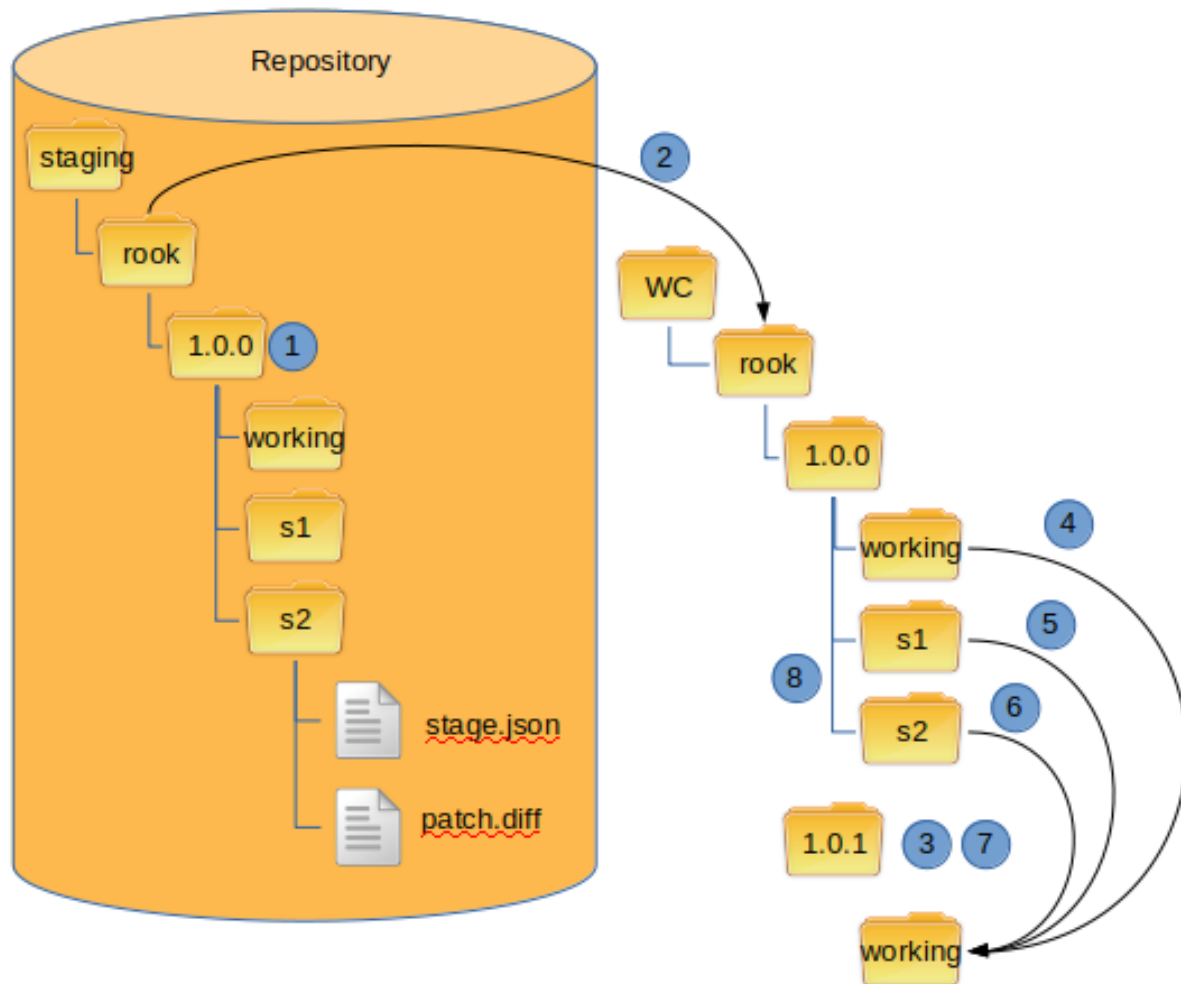 Repository
staging
2
rook
WC
1.0.0
1
rook
working
1.0.0
s1
working
4
s2
s1
5
8
s2
6
stage.json
patch.diff
1.0.1
3
7
working